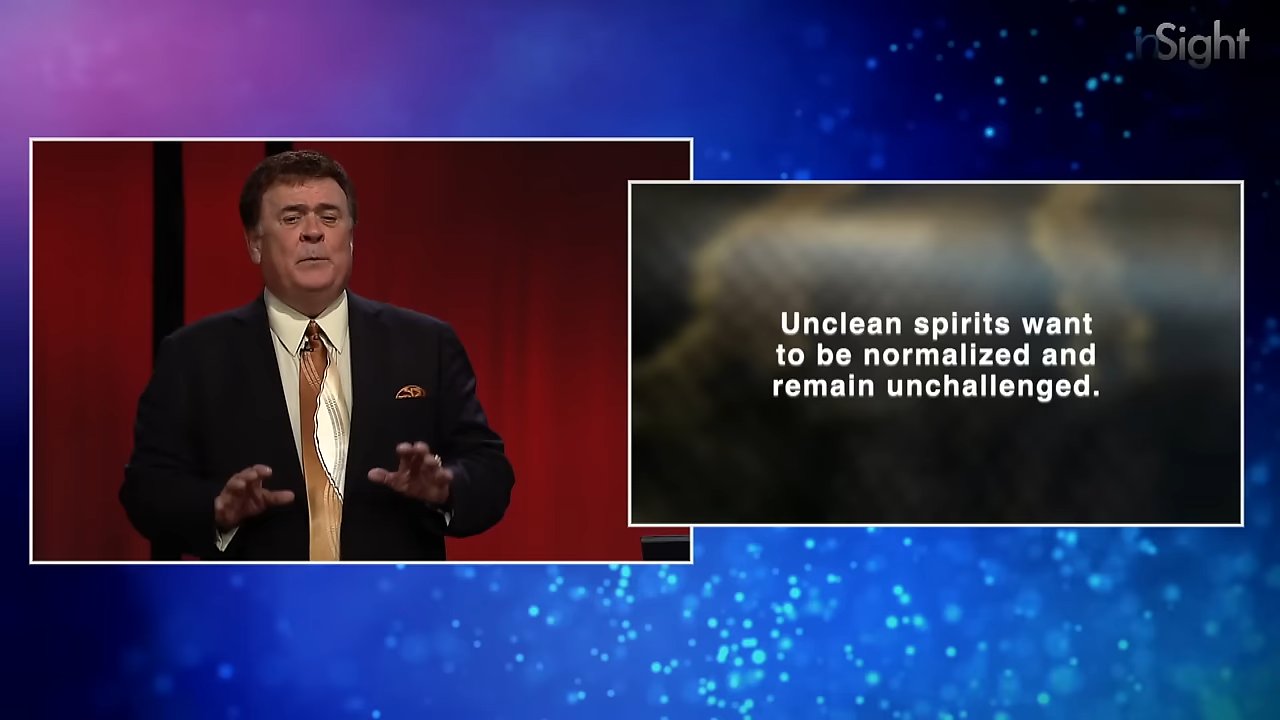 inSight
Unclean spirits want
to be normalized and
remain unchallenged.